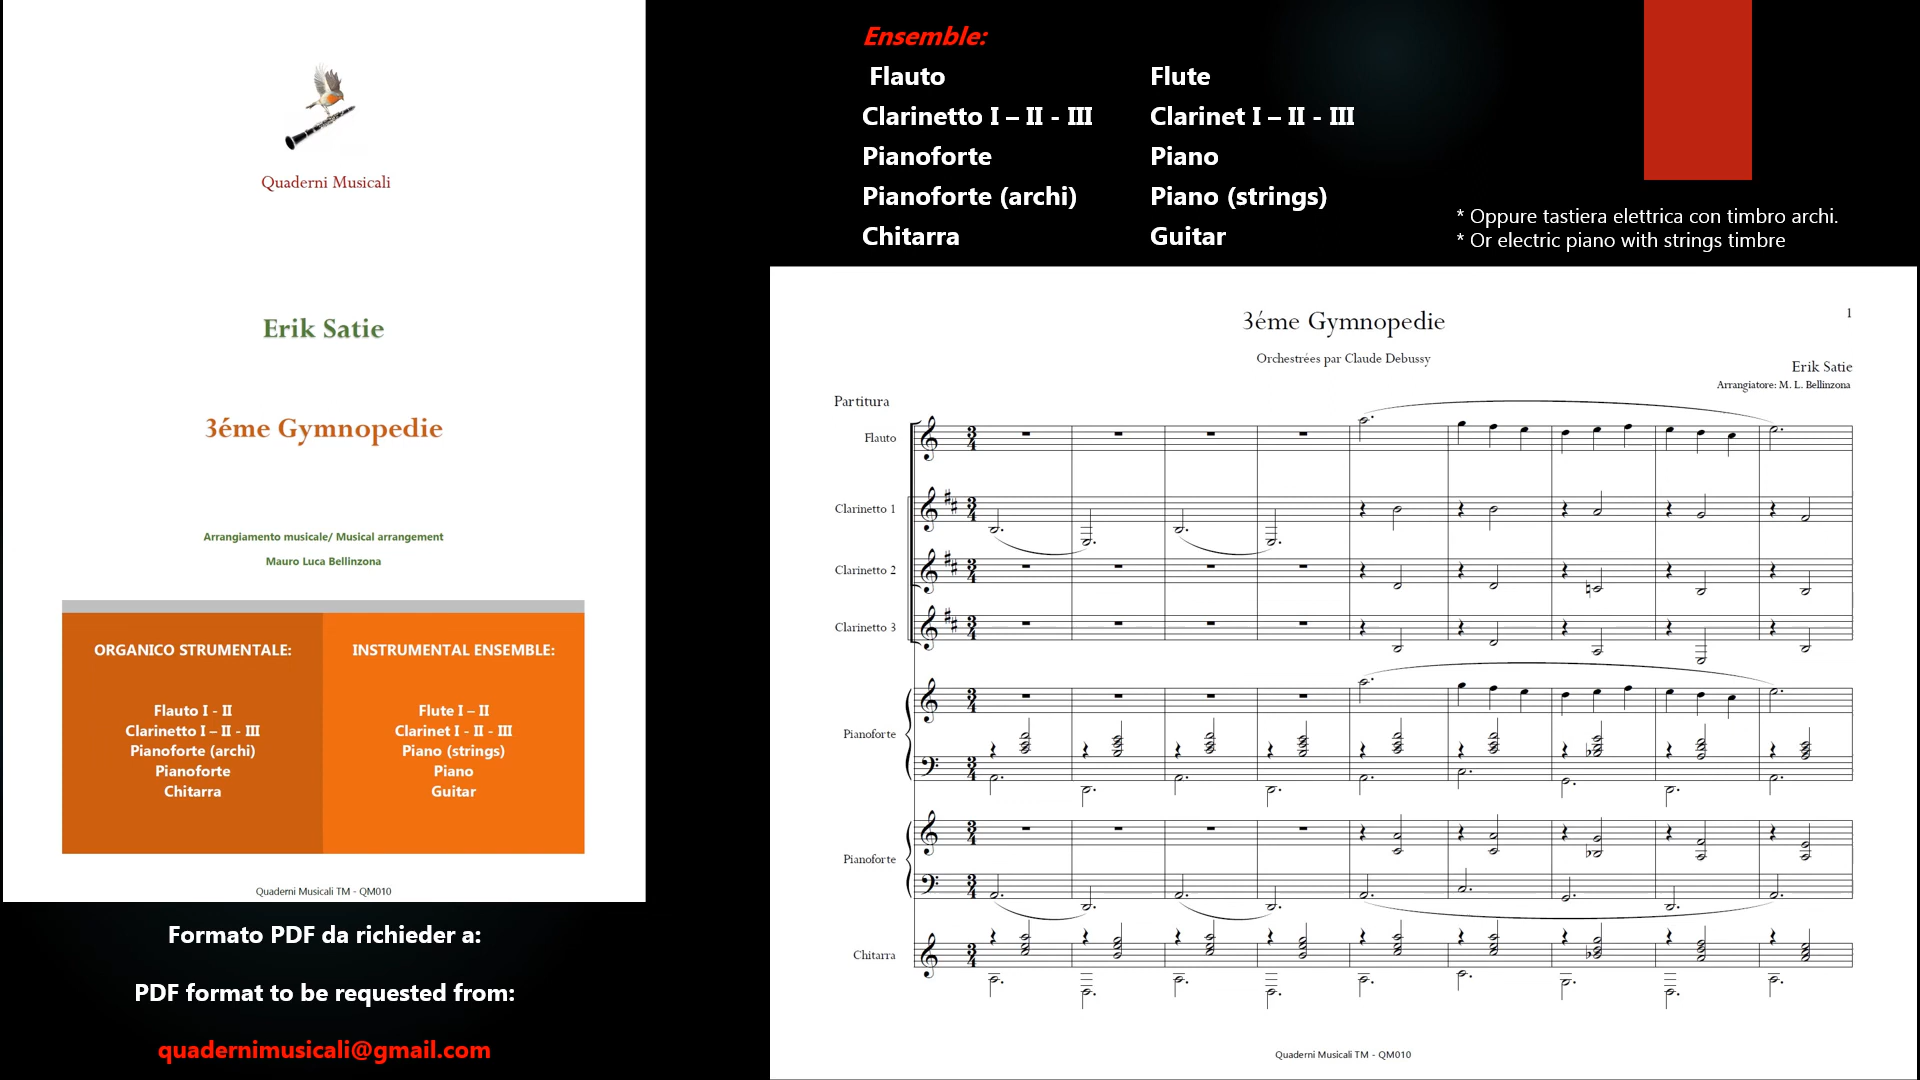 Quaderni Musicali
Erik Satie
3éme Gymnopedie
Arrangiamento musicale/ Musical arrangement
Mauro Luca Bellinzona
ORGANICO STRUMENTALE:
Flauto I - II
Clarinetto I – II - III
Pianoforte (archi)
Pianoforte
Chitarra
INSTRUMENTAL ENSEMBLE:
Flute I – II
Clarinet I - II - III
Piano (strings)
Piano
Guitar
Quaderni Musicali TM - QM010
Formato PDF da richieder a:
PDF format to be requested from:
quadernimusicali@gmail.com
Ensemble:
Flauto
Clarinetto I – II - III
Pianoforte
Pianoforte (archi)
Chitarra
Flute
Clarinet I – II - III
Piano
Piano (strings)
Guitar
* Oppure tastiera elettrica con timbro archi.
* Or electric piano with strings timbre
1
3éme Gymnopedie
Orchestrées par Claude Debussy
Erik Satie
Arrangiatore: M. L. Bellinzona
Partitura
Flauto
Clarinetto 1
Clarinetto 2
Clarinetto 3
Pianoforte
Pianoforte
Chitarra
Quaderni Musicali TM - QM010